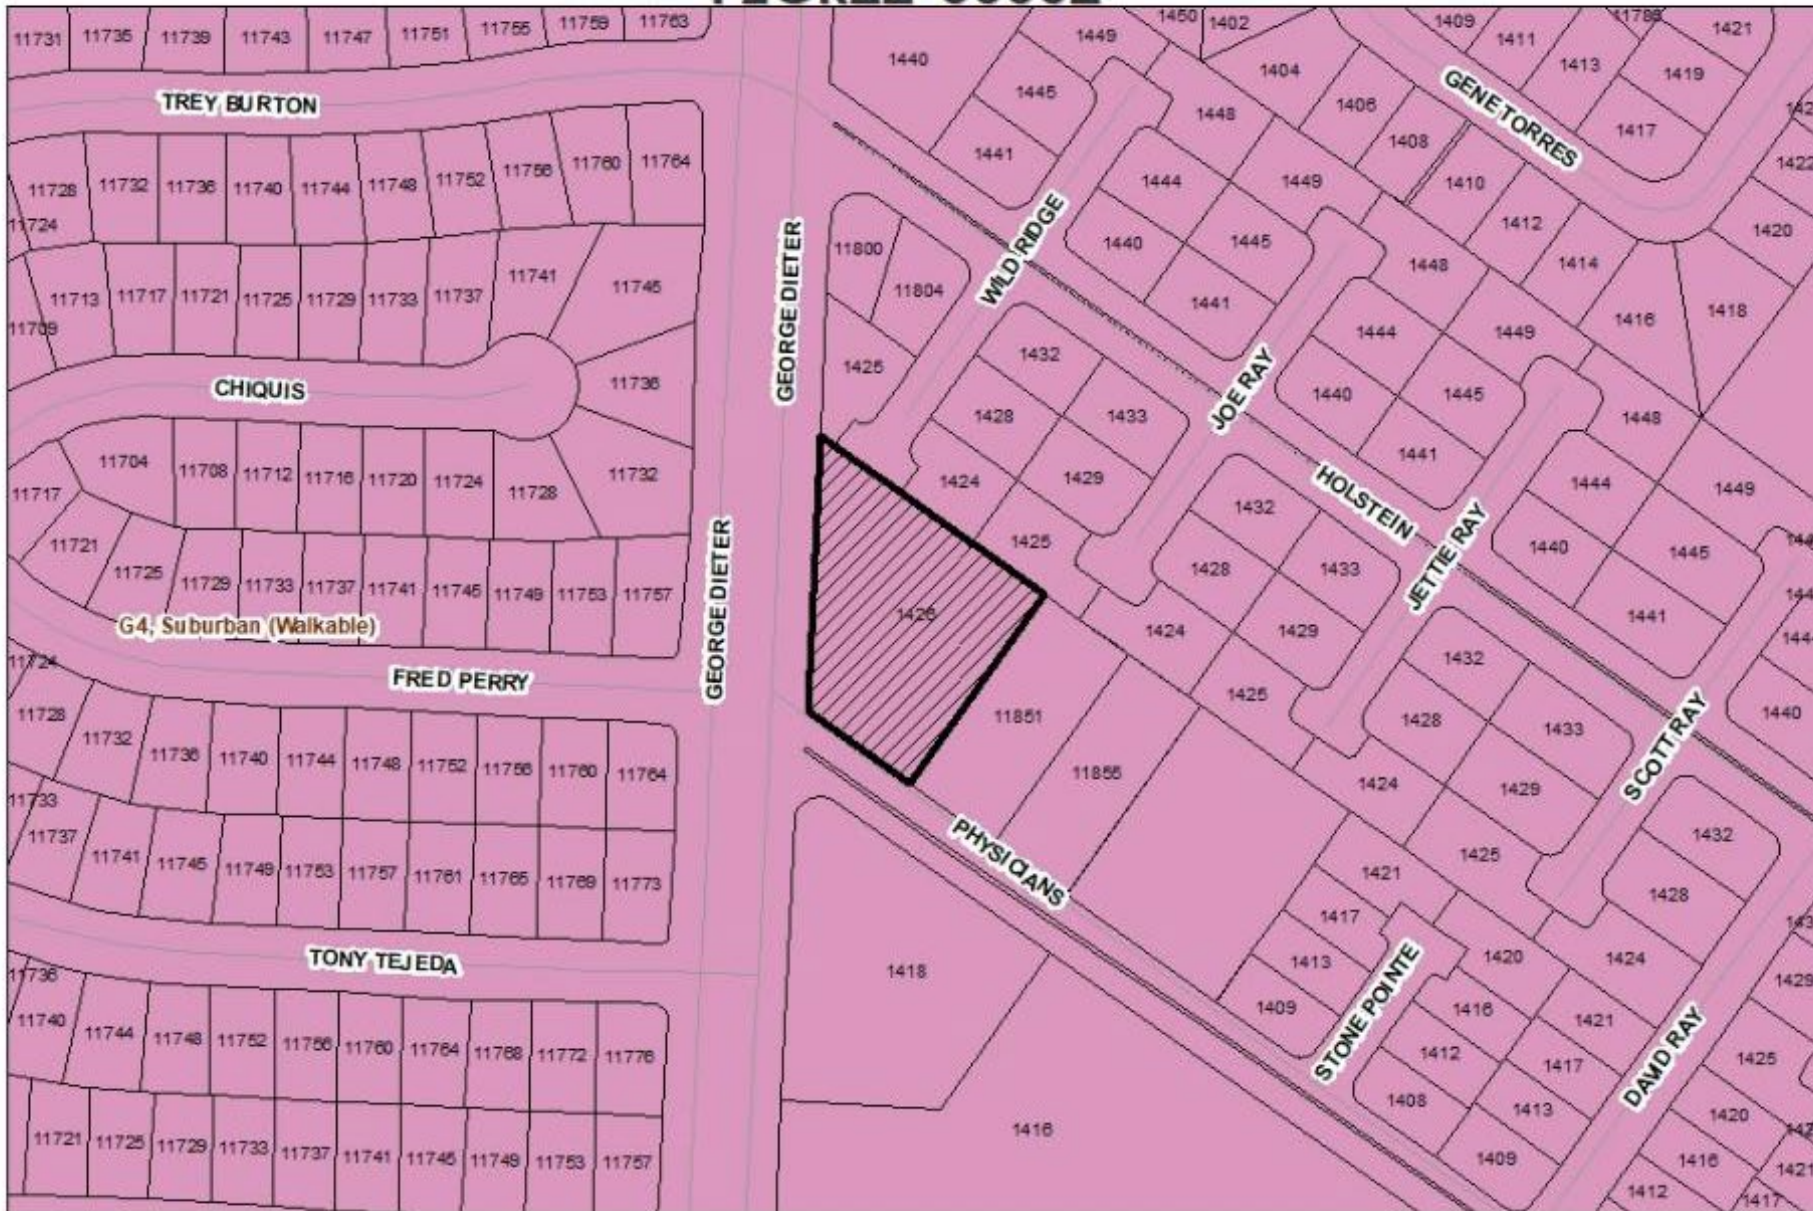 11731 11735 11739 11743 11747 11751 11755 11759 11763
1440 1449 1450 1402 1409 1411 1413 1421
1445 1404 1406 1408 1419 1417
TREY BURTON
GENE TORRES
11728 11732 11736 11740 11744 11748 11752 11756 11760 11764
11724
1441 1448 1444 1449 1410 1412 1414 1420
11713 11717 11721 11725 11729 11733 11737 11741 11745
11709
GEORGE DIETER
11800 11804 1425
WILD RIDGE
1440 1445 1441 1448 1416 1418
CHIQUIS
11736
11732
1432 1428 1433 1429 1424 1425
JOE RAY
1444 1449 1440 1445 1441 1448
11704 11708 11712 11716 11720 11724 11728
11717
HOLSTEIN
1444 1449 1440 1445 1441
11721 11725 11729 11733 11737 11741 11745 11749 11753 11757
GEORGE DIETER
1426
1432 1428 1433 1429 1424 1425
JETTIE RAY
G4, Suburban (Walkable)
11724
FRED PERRY
11728 11732 11736 11740 11744 11748 11752 11756 11760 11764
11851
11855
1432 1428 1433 1429 1424 1425
SCOTT RAY
1440
11733
11737 11741 11745 11749 11753 11757 11761 11765 11769 11773
PHYSICIANS
1432 1428 1424
1421 1417 1413 1409
TONY TEJEDA
1418
STONE POINTE
1420 1416 1412 1408
1421 1417 1413 1409
DAVID RAY
1429 1425 1420 1416 1412 1421 1417
11736
11740 11744 11748 11752 11756 11760 11764 11768 11772 11776
1416
11721 11725 11729 11733 11737 11741 11745 11749 11753 11757